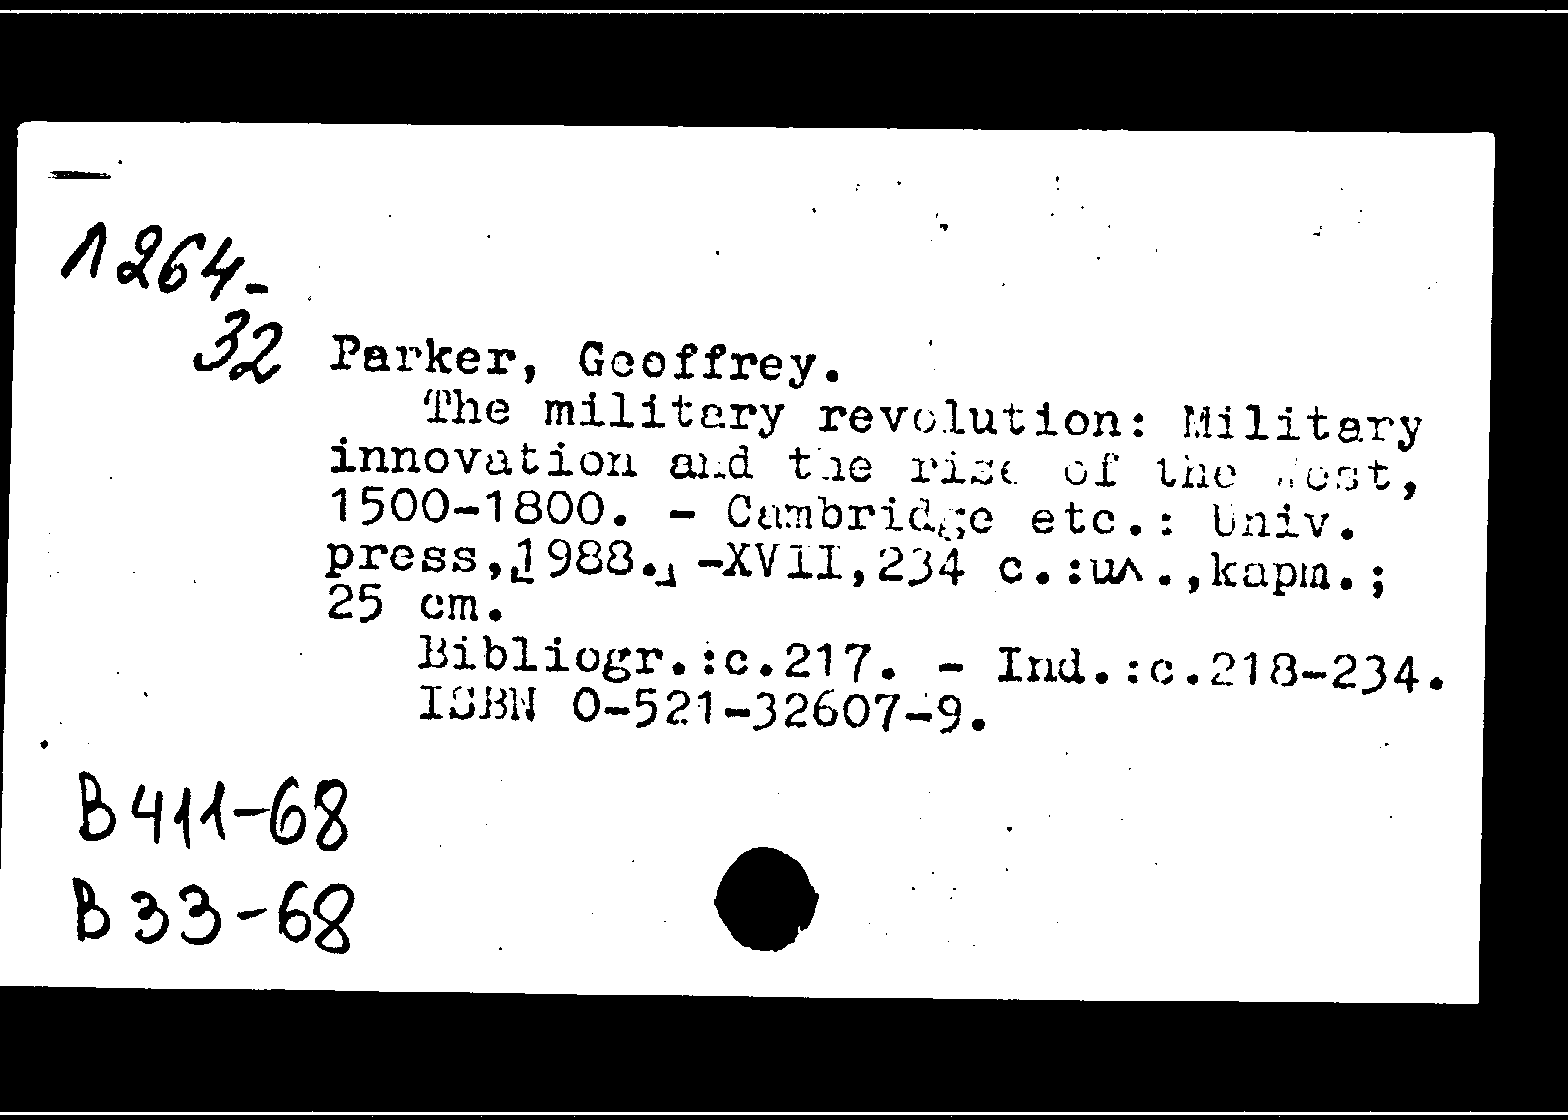 Л264-
32
Parker, Geoffrey.
The military revolution: Military
innovation and the rise of the West,
1500-1800. - Cambridge etc.: Univ.
press,[1988.] -XVII,234 c.:ил.,карт.;
25 cm.
Bibliogr.:c.217. - Ind.:c.218-234.
ISBN 0-521-32607-9.
B411-68
B33-68